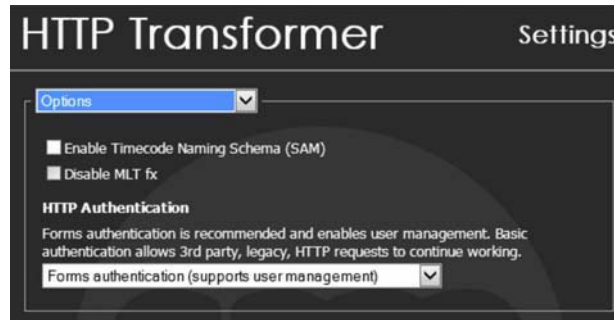 HTTP Transformer
Settings
Options
Enable Timecode Naming Schema (SAM)
Disable MLT fx
HTTP Authentication
Forms authentication is recommended and enables user management. Basic
authentication allows 3rd party, legacy, HTTP requests to continue working.
Forms authentication (supports user management)